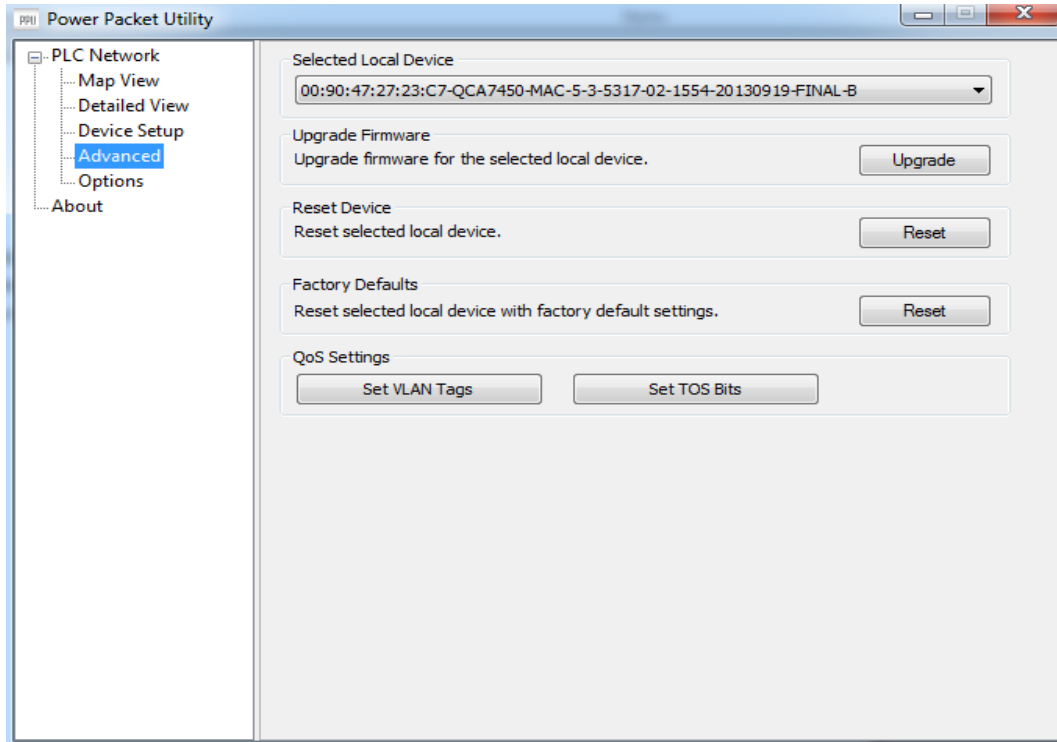 PPU Power Packet Utility
PLC Network
Map View
Detailed View
Device Setup
Advanced
Options
About
Selected Local Device
00:90:47:27:23:C7-QCA7450-MAC-5-3-5317-02-1554-20130919-FINAL-B
Upgrade Firmware
Upgrade firmware for the selected local device.
Upgrade
Reset Device
Reset selected local device.
Reset
Factory Defaults
Reset selected local device with factory default settings.
Reset
QoS Settings
Set VLAN Tags
Set TOS Bits